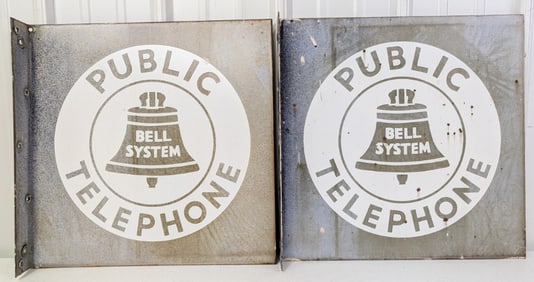 PUBLIC
BELL
SYSTEM
TELEPHONE
PUBLIC
BELL
SYSTEM
TELEPHONE